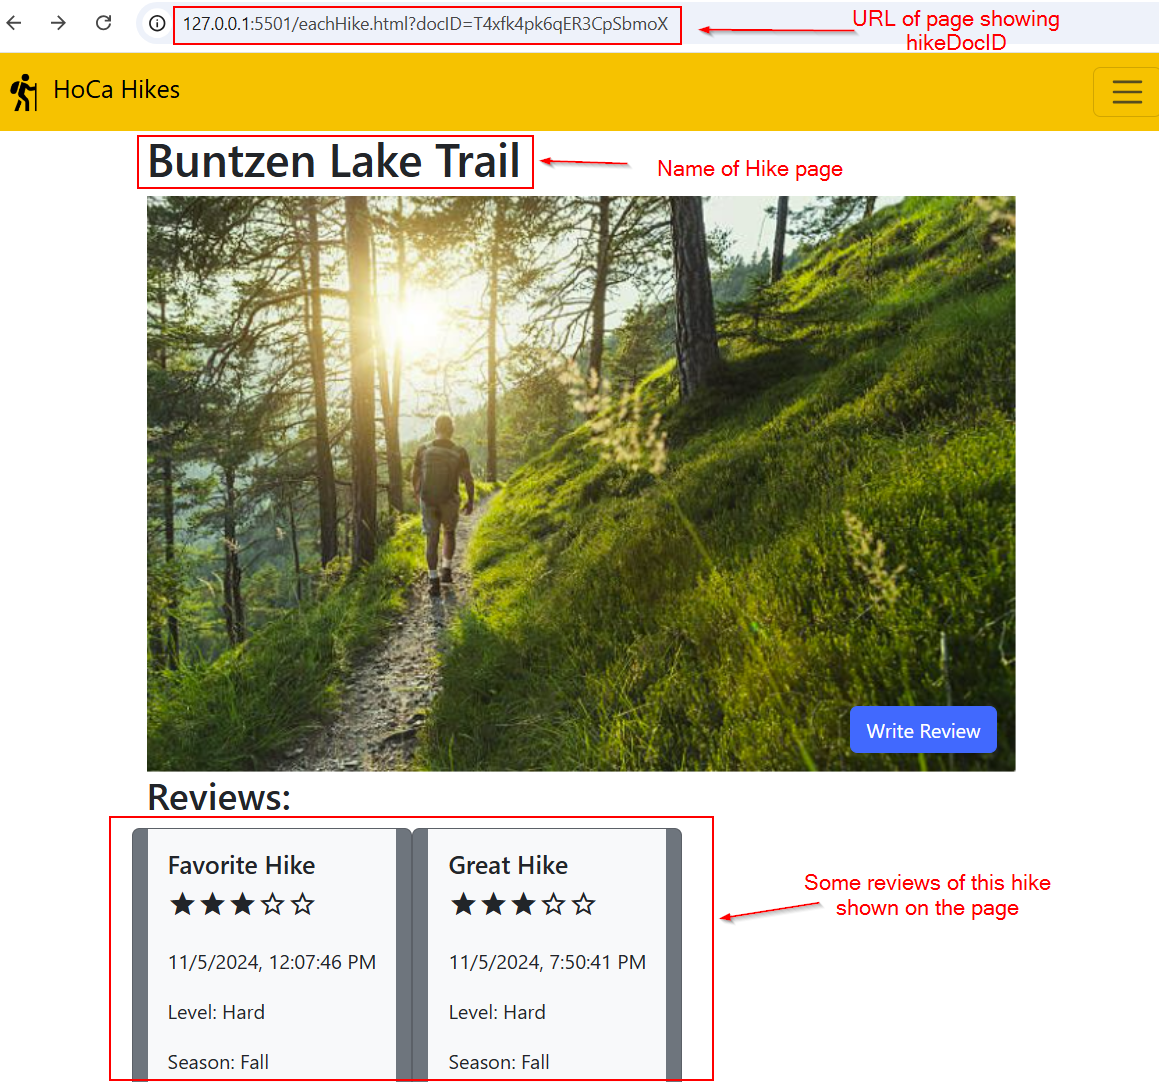 127.0.0.1:5501/eachHike.html?docID=T4xfk4pk6qER3CpSbmoX
URL of page showing
hikeDocID
HoCa Hikes
Buntzen Lake Trail
Name of Hike page
Write Review
Reviews:
Favorite Hike
11/5/2024, 12:07:46 PM
Level: Hard
Season: Fall
Great Hike
11/5/2024, 7:50:41 PM
Level: Hard
Season: Fall
Some reviews of this hike
shown on the page